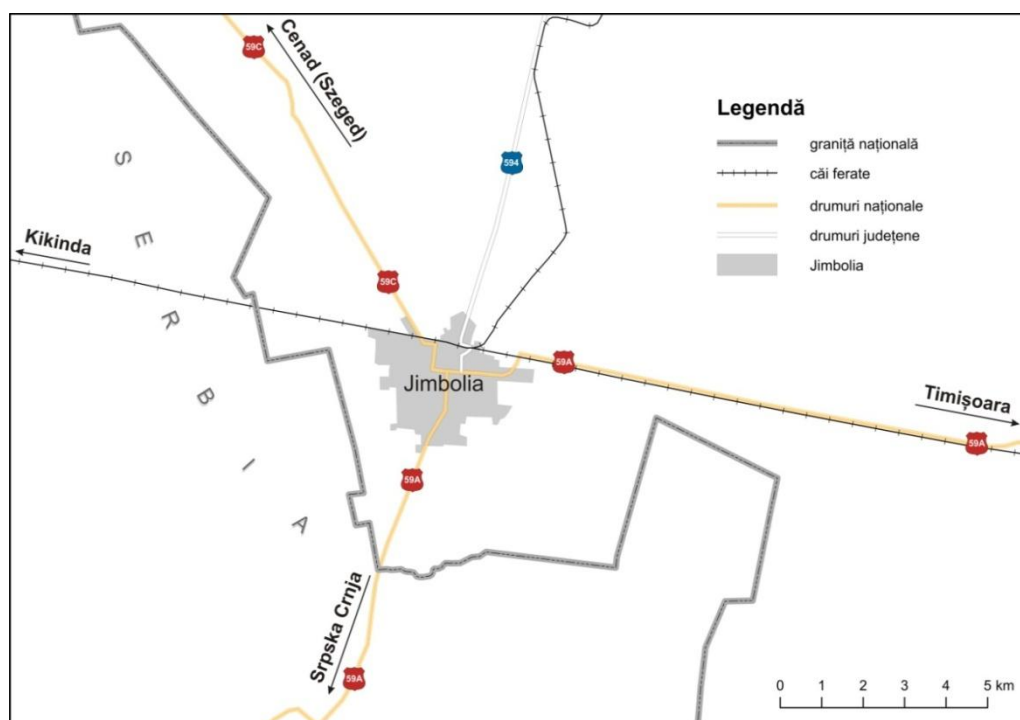 59C
Cenad (Szeged)
594
Legendă
graniță națională
căi ferate
drumuri naționale
drumuri județene
Jimbolia
SERBIA
Kikinda
59C
59A
Jimbolia
Timișoara
59A
59A
Srpska Crnja
59A
0 1 2 3 4 5 km